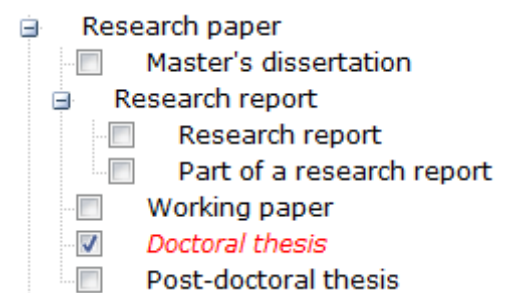 Research paper
Master's dissertation
Research report
Research report
Part of a research report
Working paper
Doctoral thesis
Post-doctoral thesis